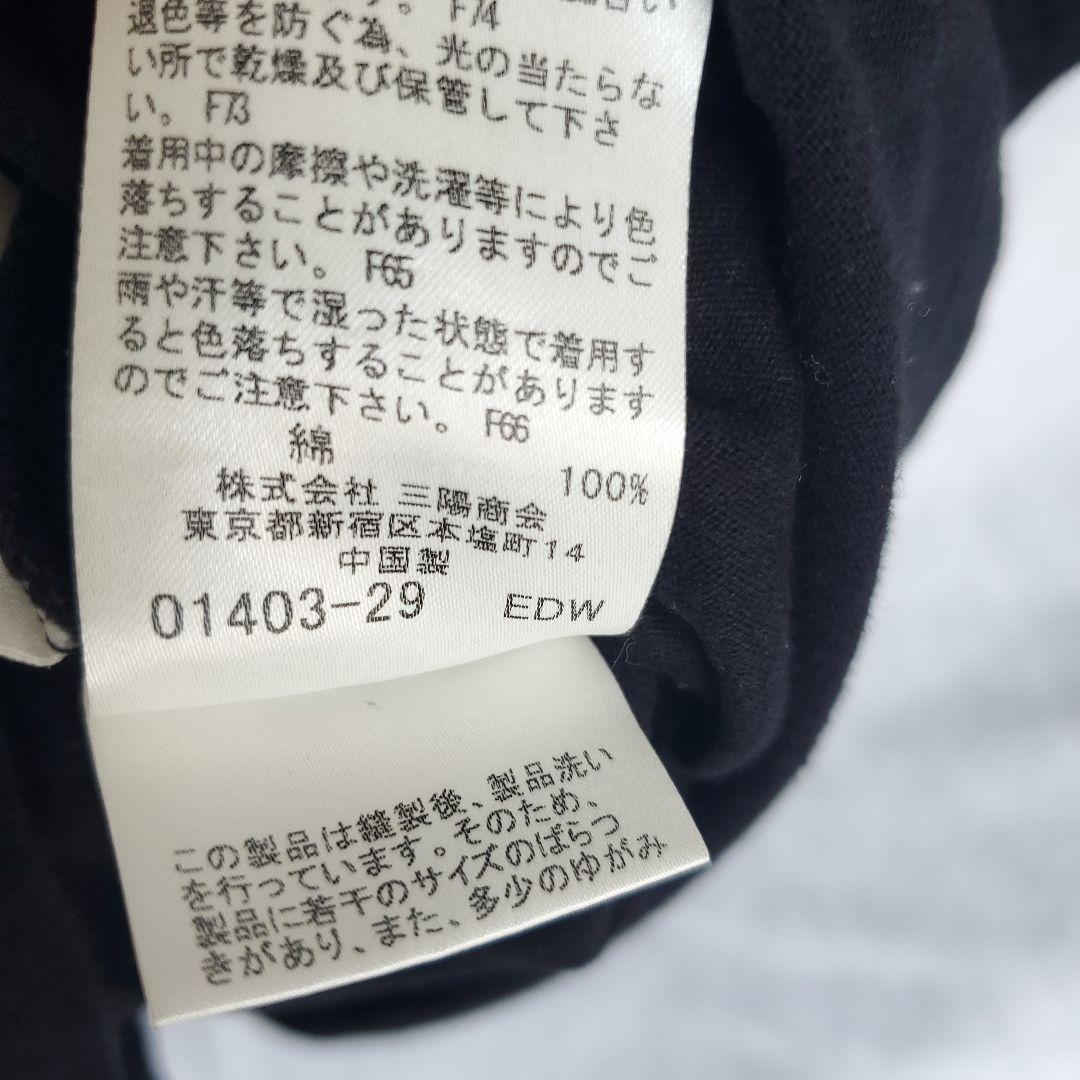 F74
退色等を防ぐ為、光の当たらな
い所で乾燥及び保管して下さ
い。 F73
着用中の摩擦や洗濯等により色
落ちすることがありますのでご
注意下さい。 F65
雨や汗等で湿った状態で着用す
ると色落ちすることがあります
のでご注意下さい。 F66
綿 100%
株式会社 三陽商会
東京都新宿区本塩町14
中国製
01403-29 EDW
この製品は縫製後、製品洗い
を行っています。そのため、
製品に若干のサイズのばらつ
きがあり、また、多少のゆがみ